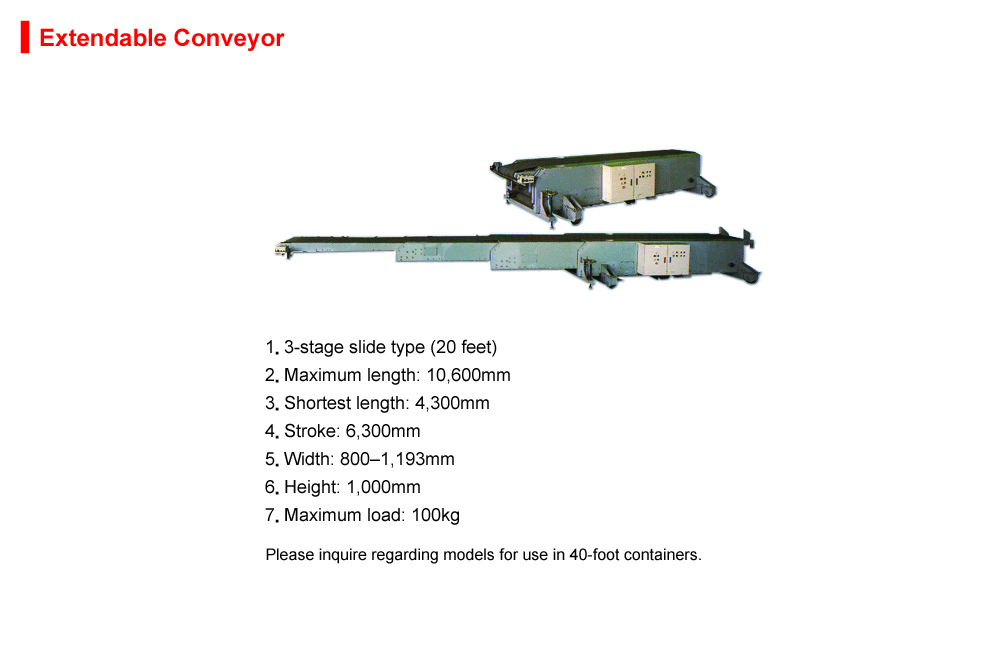 Extendable Conveyor
1. 3-stage slide type (20 feet)
2. Maximum length: 10,600mm
3. Shortest length: 4,300mm
4. Stroke: 6,300mm
5. Width: 800–1,193mm
6. Height: 1,000mm
7. Maximum load: 100kg
Please inquire regarding models for use in 40-foot containers.